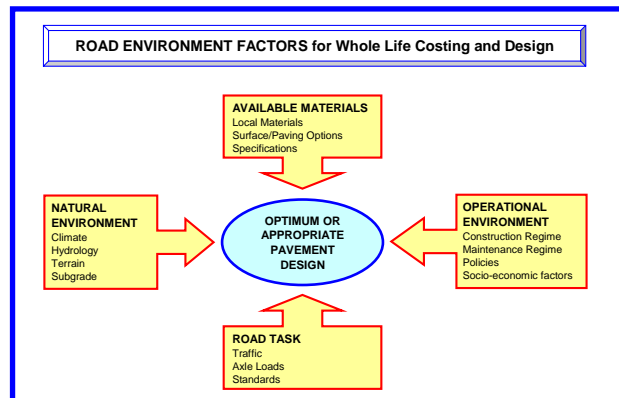 ROAD ENVIRONMENT FACTORS for Whole Life Costing and Design
AVAILABLE MATERIALS
Local Materials
Surface/Paving Options
Specifications
NATURAL
ENVIRONMENT
Climate
Hydrology
Terrain
Subgrade
OPTIMUM OR
APPROPRIATE
PAVEMENT
DESIGN
OPERATIONAL
ENVIRONMENT
Construction Regime
Maintenance Regime
Policies
Socio-economic factors
ROAD TASK
Traffic
Axle Loads
Standards